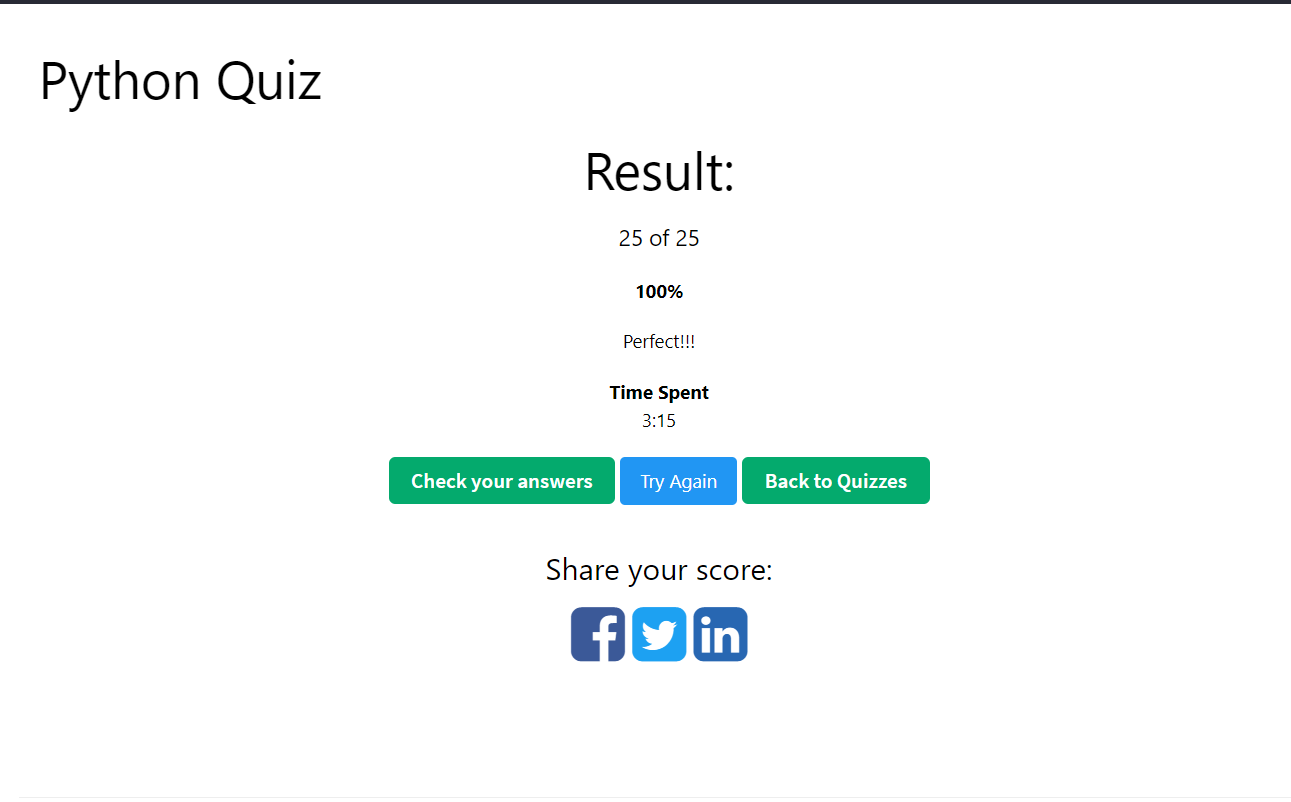 Python Quiz
Result:
25 of 25
100%
Perfect!!!
Time Spent
3:15
Check your answers Try Again Back to Quizzes
Share your score: